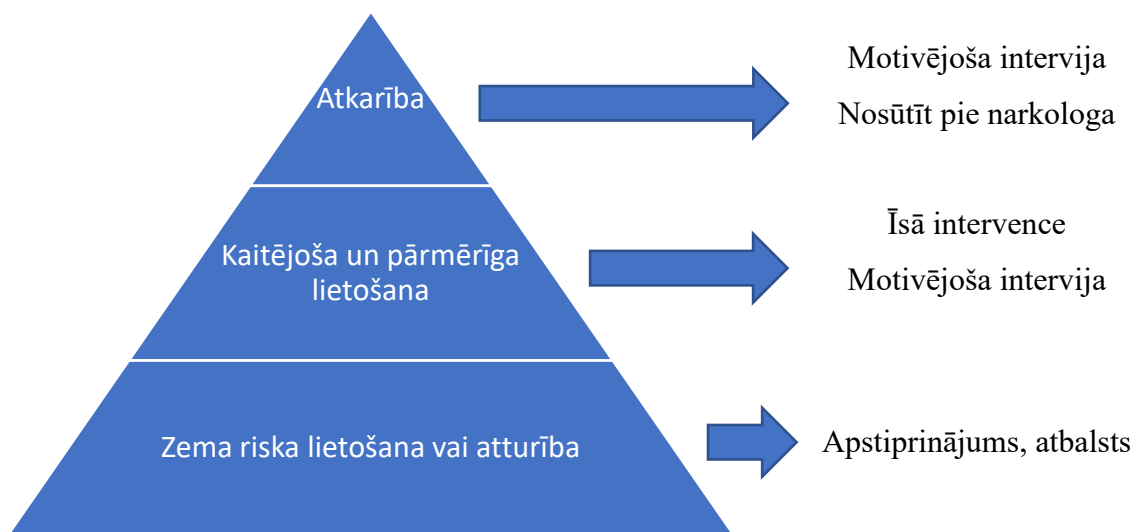 Atkarība
Motivējoša intervija
Nosūtīt pie narkologa
Kaitējoša un pārmērīga
lietošana
Īsā intervence
Motivējoša intervija
Zema riska lietošana vai atturība
Apstiprinājums, atbalsts